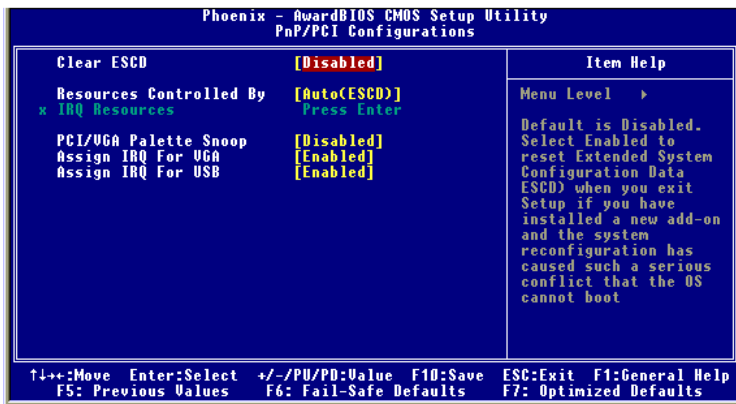 Phoenix - AwardBIOS CMOS Setup Utility
PnP/PCI Configurations
Clear ESCD [Disabled]
Resources Controlled By [Auto(ESCD)]
x IRQ Resources Press Enter
PCI/VGA Palette Snoop [Disabled]
Assign IRQ For VGA [Enabled]
Assign IRQ For USB [Enabled]
Item Help
Menu Level ▸
Default is Disabled.
Select Enabled to
reset Extended System
Configuration Data
ESCD) when you exit
Setup if you have
installed a new add-on
and the system
reconfiguration has
caused such a serious
conflict that the OS
cannot boot
↑↓→←:Move Enter:Select +/-/PU/PD:Value F10:Save ESC:Exit F1:General Help
F5: Previous Values F6: Fail-Safe Defaults F7: Optimized Defaults